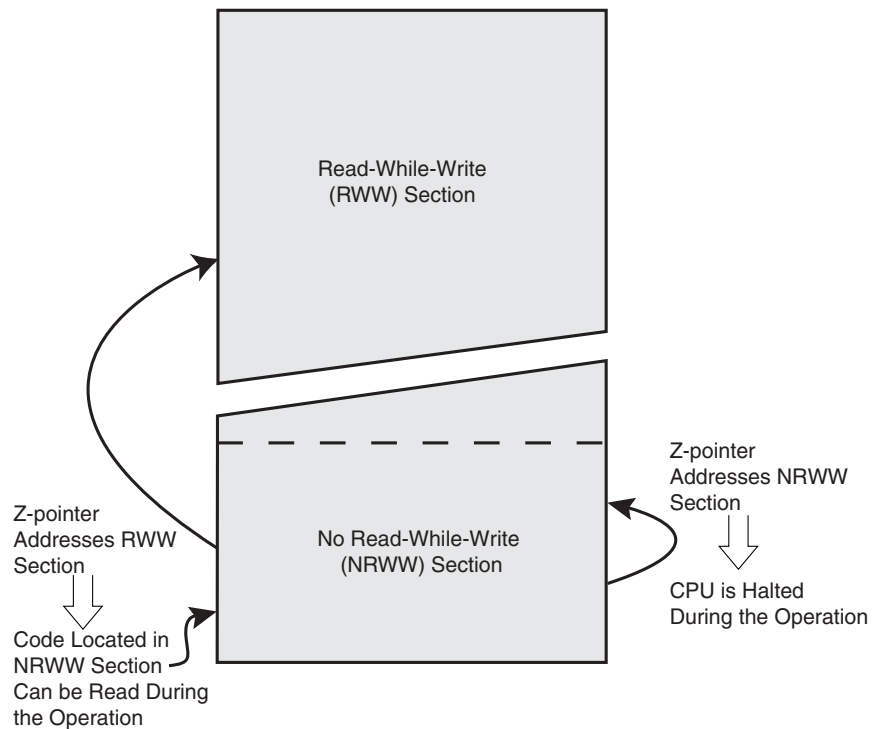 Read-While-Write
(RWW) Section
Z-pointer
Addresses NRWW
Section
Z-pointer
Addresses RWW
Section
No Read-While-Write
(NRWW) Section
CPU is Halted
During the Operation
Code Located in
NRWW Section
Can be Read During
the Operation